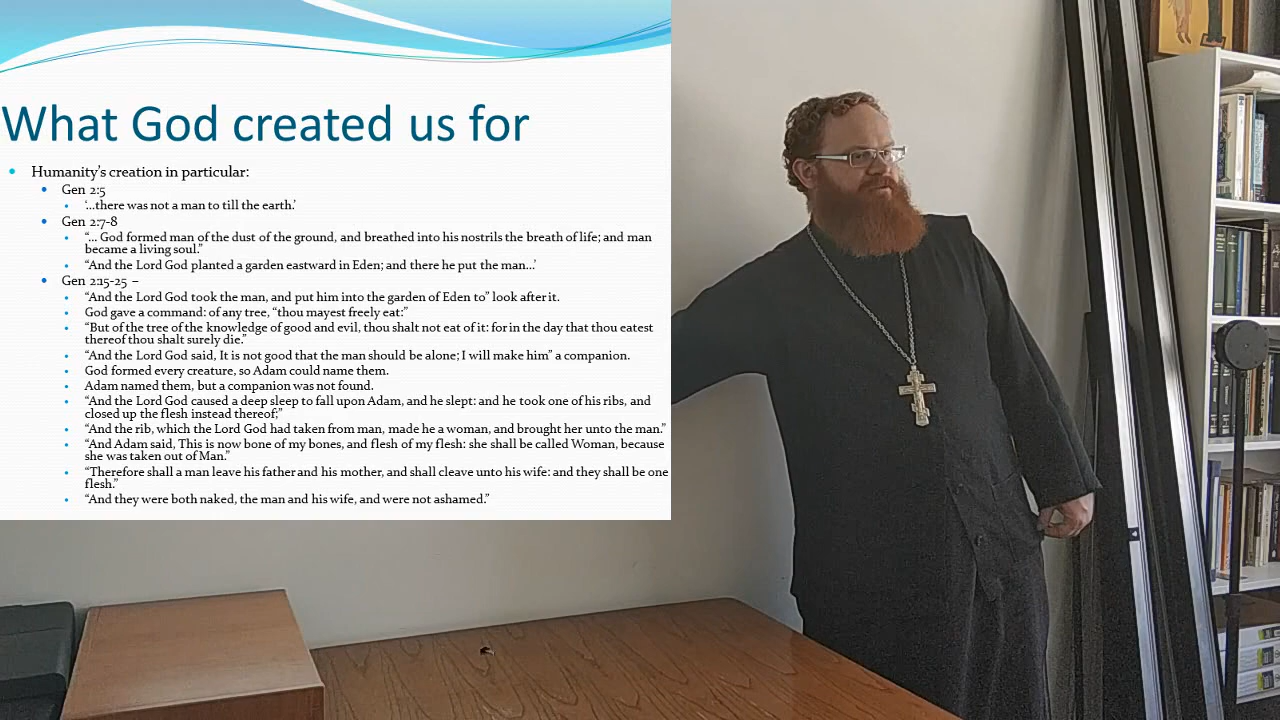 What God created us for
Humanity's creation in particular:
Gen 2:5
'...there was not a man to till the earth.'
Gen 2:7-8
"... God formed man of the dust of the ground, and breathed into his nostrils the breath of life; and man
became a living soul."
"And the Lord God planted a garden eastward in Eden; and there he put the man...'
Gen 2:15-25 –
"And the Lord God took the man, and put him into the garden of Eden to" look after it.
God gave a command: of any tree, "thou mayest freely eat:"
"But of the tree of the knowledge of good and evil, thou shalt not eat of it: for in the day that thou eatest
thereof thou shalt surely die."
"And the Lord God said, It is not good that the man should be alone; I will make him" a companion.
God formed every creature, so Adam could name them.
Adam named them, but a companion was not found.
"And the Lord God caused a deep sleep to fall upon Adam, and he slept: and he took one of his ribs, and
closed up the flesh instead thereof;"
"And the rib, which the Lord God had taken from man, made he a woman, and brought her unto the man."
"And Adam said, This is now bone of my bones, and flesh of my flesh: she shall be called Woman, because
she was taken out of Man."
"Therefore shall a man leave his father and his mother, and shall cleave unto his wife: and they shall be one
flesh."
"And they were both naked, the man and his wife, and were not ashamed."